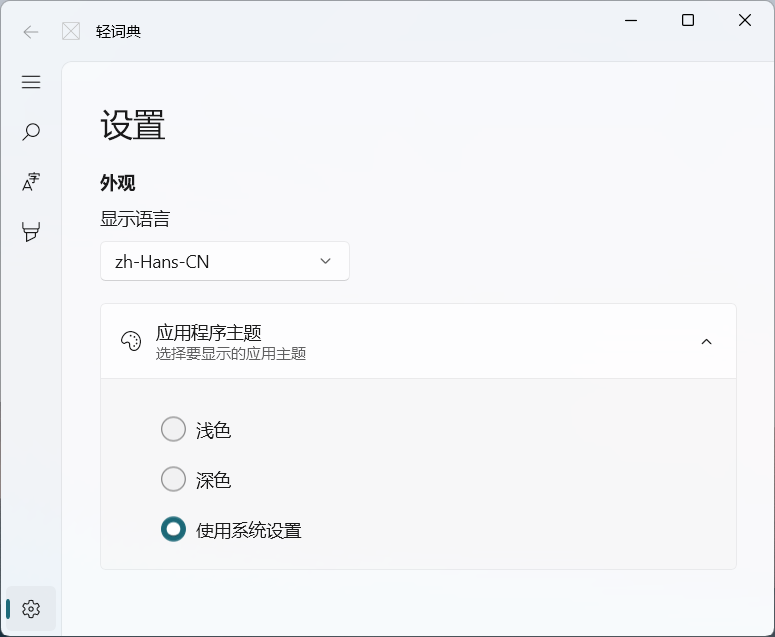 轻词典
设置
外观
显示语言
zh-Hans-CN
应用程序主题
选择要显示的应用主题
浅色
深色
使用系统设置